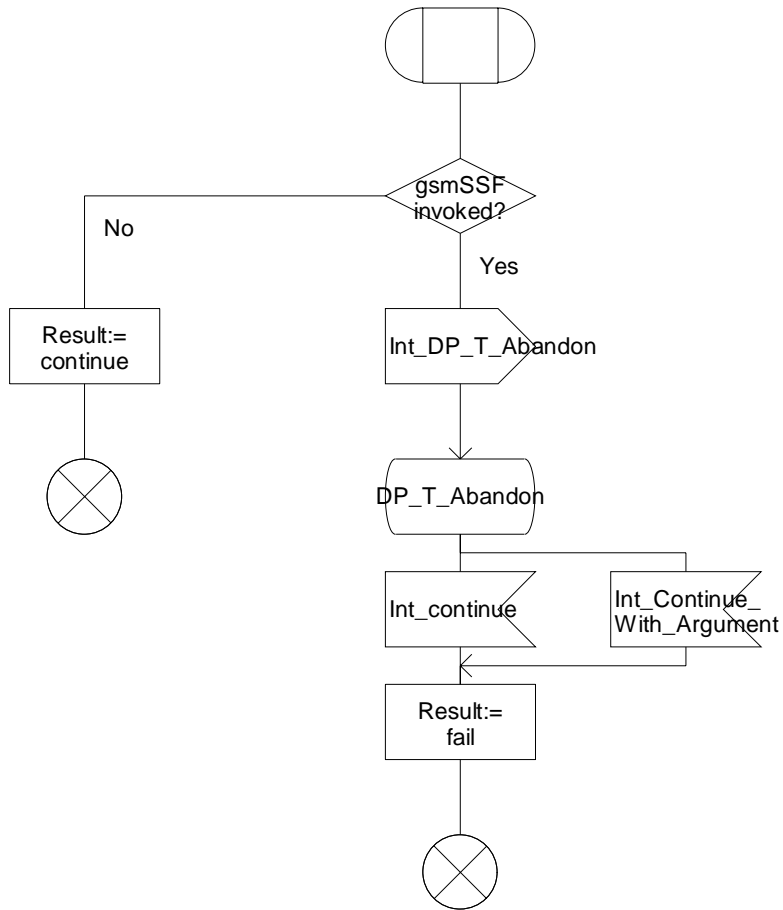 gsmSSF
invoked?
No
Yes
Result:=
continue
Int_DP_T_Abandon
DP_T_Abandon
Int_continue
Int_Continue_
With_Argument
Result:=
fail